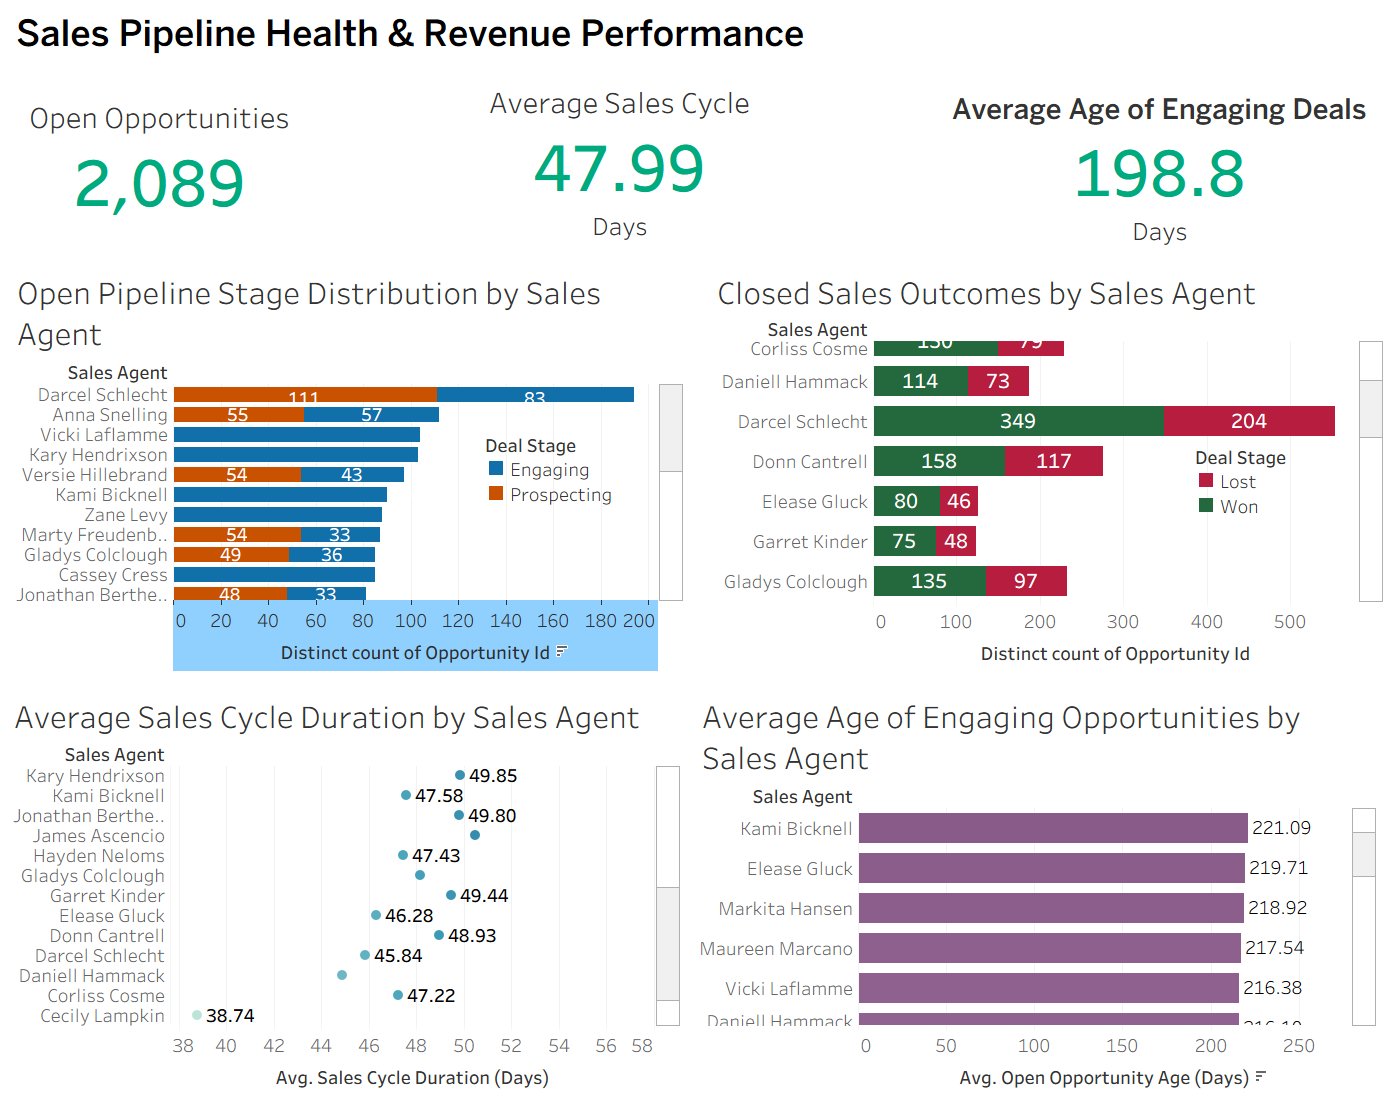 Sales Pipeline Health & Revenue Performance
Open Opportunities
2,089
Average Sales Cycle
47.99
Days
Average Age of Engaging Deals
198.8
Days
Open Pipeline Stage Distribution by Sales
Agent
Sales Agent
Darcel Schlecht 111 83
Anna Snelling 55 57
Vicki Laflamme
Kary Hendrixson
Versie Hillebrand 54 43
Kami Bicknell
Zane Levy
Marty Freudenb.. 54 33
Gladys Colclough 49 36
Cassey Cress
Jonathan Berthe.. 48 33
Deal Stage
Engaging
Prospecting
0 20 40 60 80 100 120 140 160 180 200
Distinct count of Opportunity Id
Closed Sales Outcomes by Sales Agent
Sales Agent
Corliss Cosme 150 79
Daniell Hammack 114 73
Darcel Schlecht 349 204
Donn Cantrell 158 117
Elease Gluck 80 46
Garret Kinder 75 48
Gladys Colclough 135 97
Deal Stage
Lost
Won
0 100 200 300 400 500
Distinct count of Opportunity Id
Average Sales Cycle Duration by Sales Agent
Sales Agent
Kary Hendrixson 49.85
Kami Bicknell 47.58
Jonathan Berthe.. 49.80
James Ascencio
Hayden Neloms 47.43
Gladys Colclough
Garret Kinder 49.44
Elease Gluck 46.28
Donn Cantrell 48.93
Darcel Schlecht 45.84
Daniell Hammack
Corliss Cosme 47.22
Cecily Lampkin 38.74
38 40 42 44 46 48 50 52 54 56 58
Avg. Sales Cycle Duration (Days)
Average Age of Engaging Opportunities by
Sales Agent
Sales Agent
Kami Bicknell 221.09
Elease Gluck 219.71
Markita Hansen 218.92
Maureen Marcano 217.54
Vicki Laflamme 216.38
Daniell Hammack
0 50 100 150 200 250
Avg. Open Opportunity Age (Days)